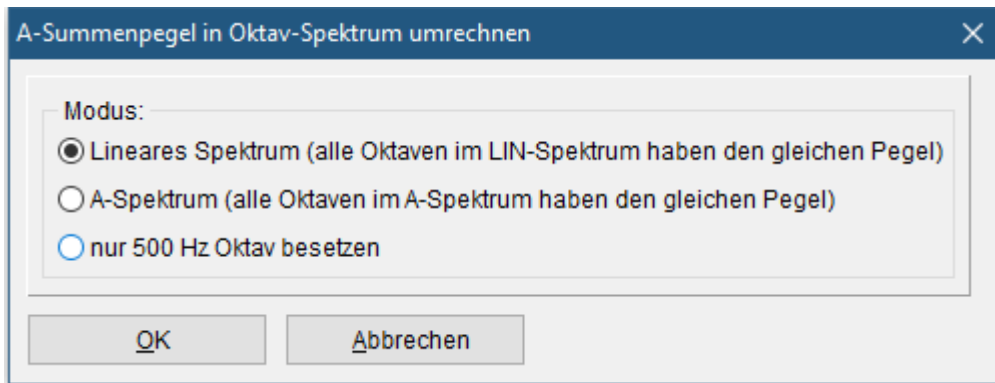 A-Summenpegel in Oktav-Spektrum umrechnen
Modus:
Lineares Spektrum (alle Oktaven im LIN-Spektrum haben den gleichen Pegel)
A-Spektrum (alle Oktaven im A-Spektrum haben den gleichen Pegel)
nur 500 Hz Oktav besetzen
OK Abbrechen